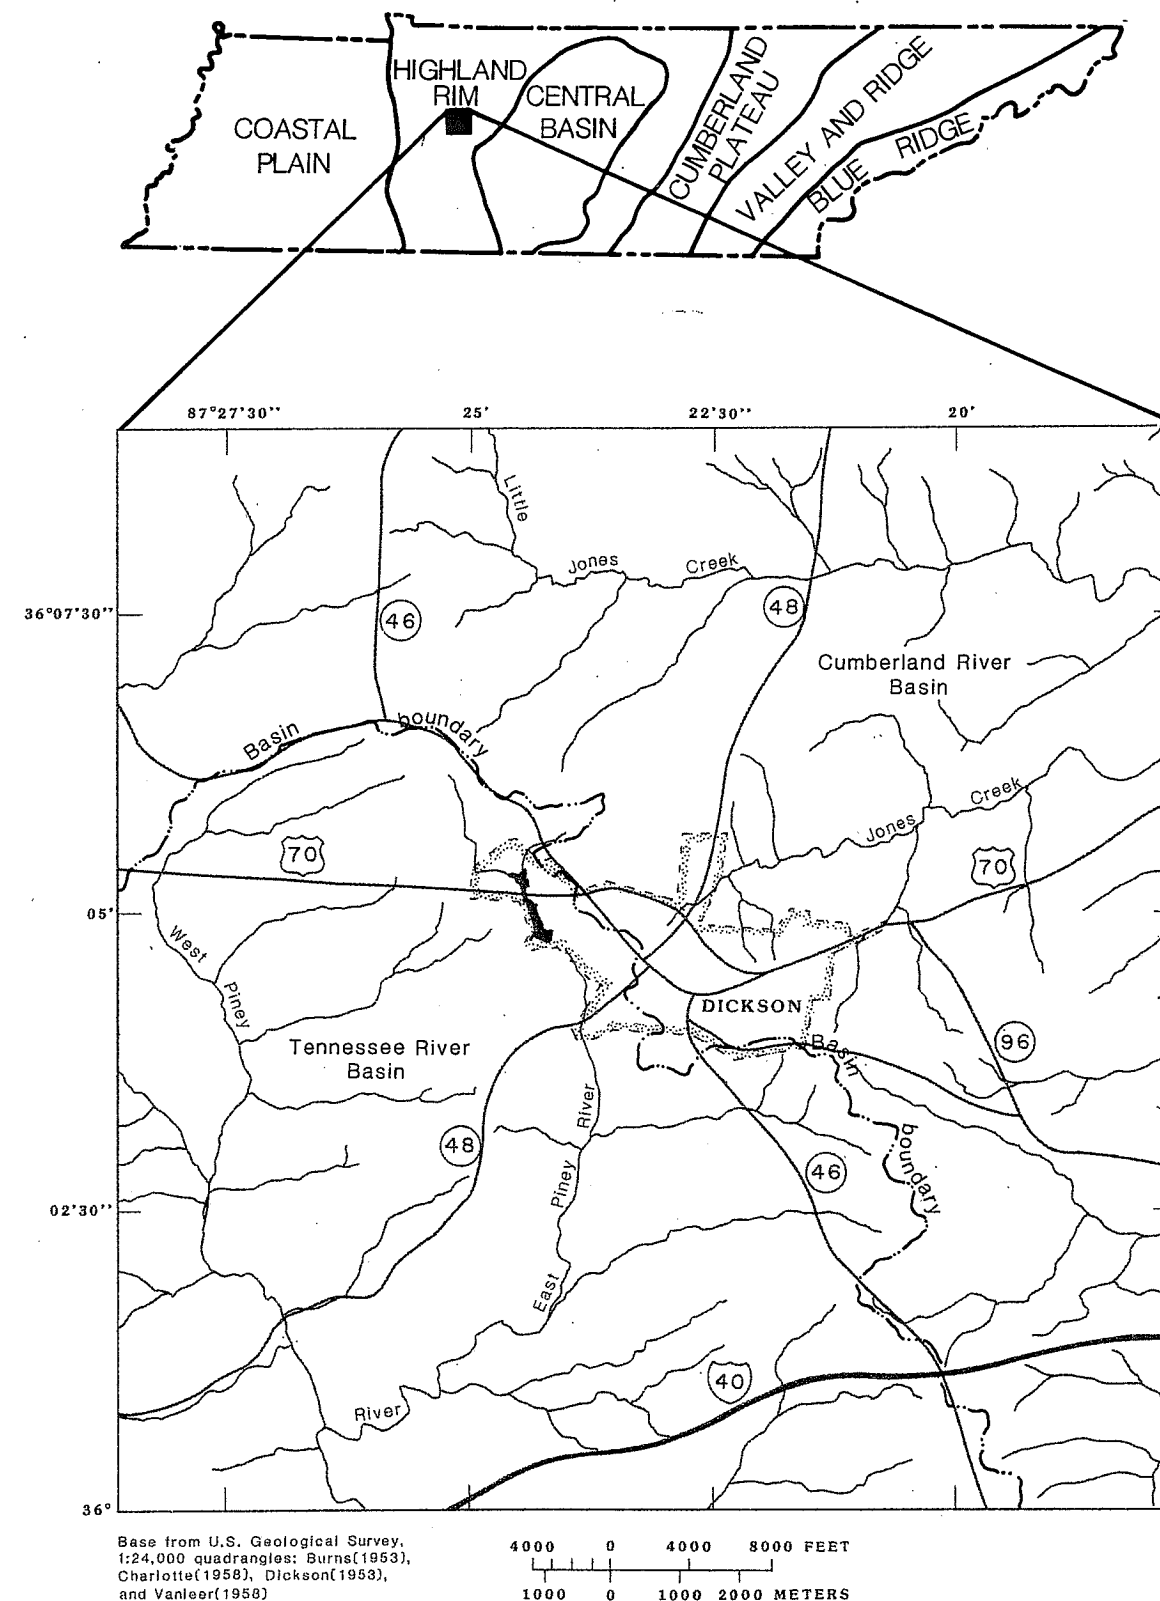 HIGHLAND
RIM
CENTRAL
BASIN
COASTAL
PLAIN
CUMBERLAND
PLATEAU
VALLEY AND RIDGE
BLUE RIDGE
87°27'30"
25'
22'30"
20'
Little
Jones Creek
36°07'30"
46
48
Cumberland River
Basin
Basin boundary
Jones Creek
70
70
05'
West Piney
DICKSON
Tennessee River
Basin
Basin boundary
96
48
46
East Piney River
02'30"
40
River
36°
Base from U.S. Geological Survey,
1:24,000 quadrangles: Burns(1953),
Charlotte(1958), Dickson(1953),
and Vanleer(1958)
4000 0 4000 8000 FEET
1000 0 1000 2000 METERS